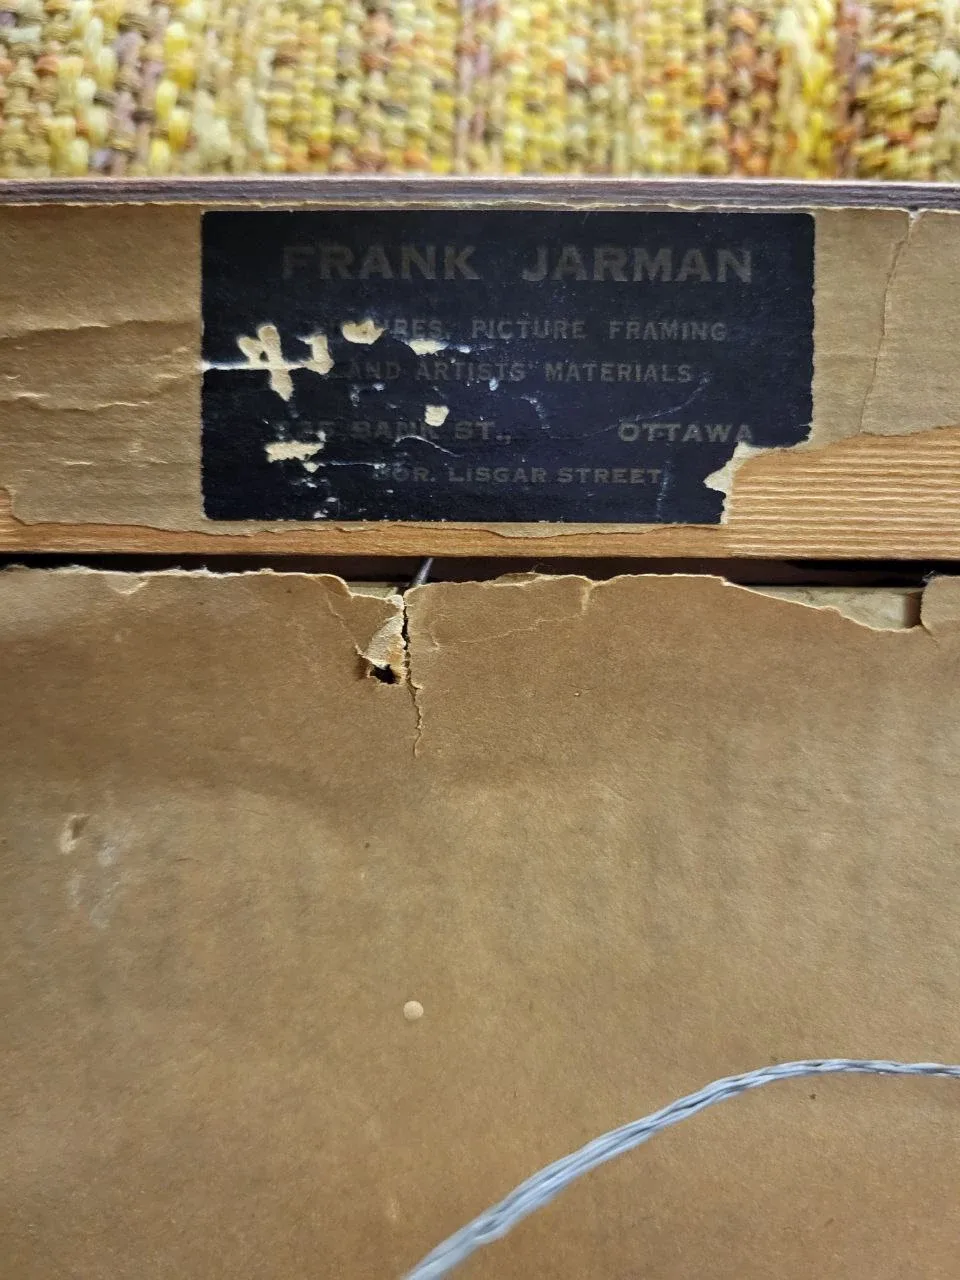 FRANK JARMAN
PICTURE FRAMING
AND ARTISTS' MATERIALS
BANK ST., OTTAWA
COR. LISGAR STREET